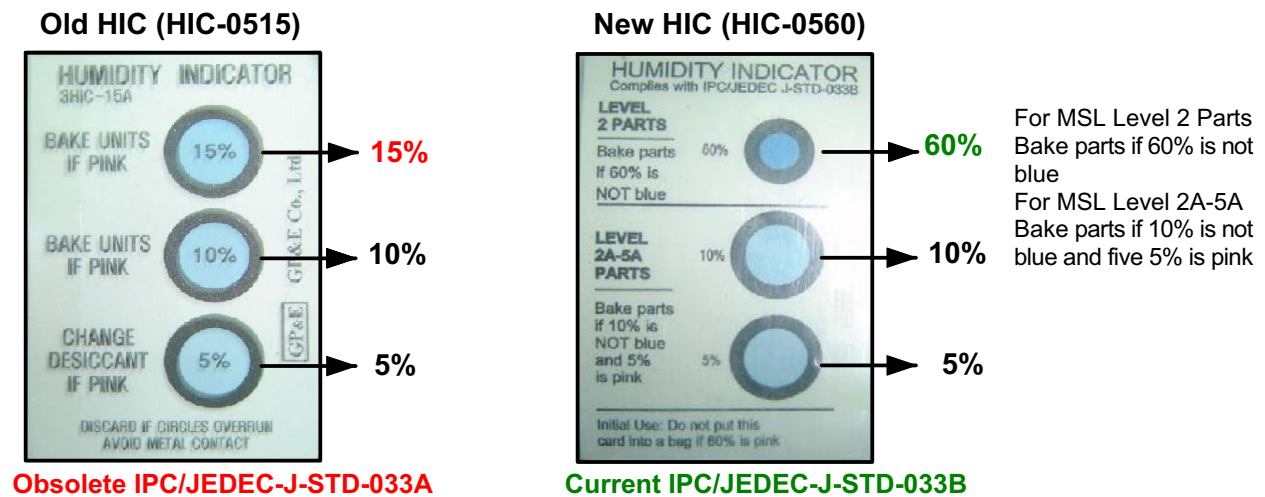 Old HIC (HIC-0515)
HUMIDITY INDICATOR
3HIC-15A
BAKE UNITS
IF PINK
15%
15%
BAKE UNITS
IF PINK
10%
10%
CHANGE
DESICCANT
IF PINK
5%
5%
GP&E Co., Ltd
GP&E
DISCARD IF CIRCLES OVERRUN
AVOID METAL CONTACT
Obsolete IPC/JEDEC-J-STD-033A
New HIC (HIC-0560)
HUMIDITY INDICATOR
Complies with IPC/JEDEC J-STD-033B
LEVEL
2 PARTS
Bake parts
if 60% is
NOT blue
60%
60%
LEVEL
2A-5A
PARTS
10%
10%
Bake parts
if 10% is
NOT blue
and 5%
is pink
5%
5%
Initial Use: Do not put this
card into a bag if 60% is pink
Current IPC/JEDEC-J-STD-033B
For MSL Level 2 Parts
Bake parts if 60% is not
blue
For MSL Level 2A-5A
Bake parts if 10% is not
blue and five 5% is pink